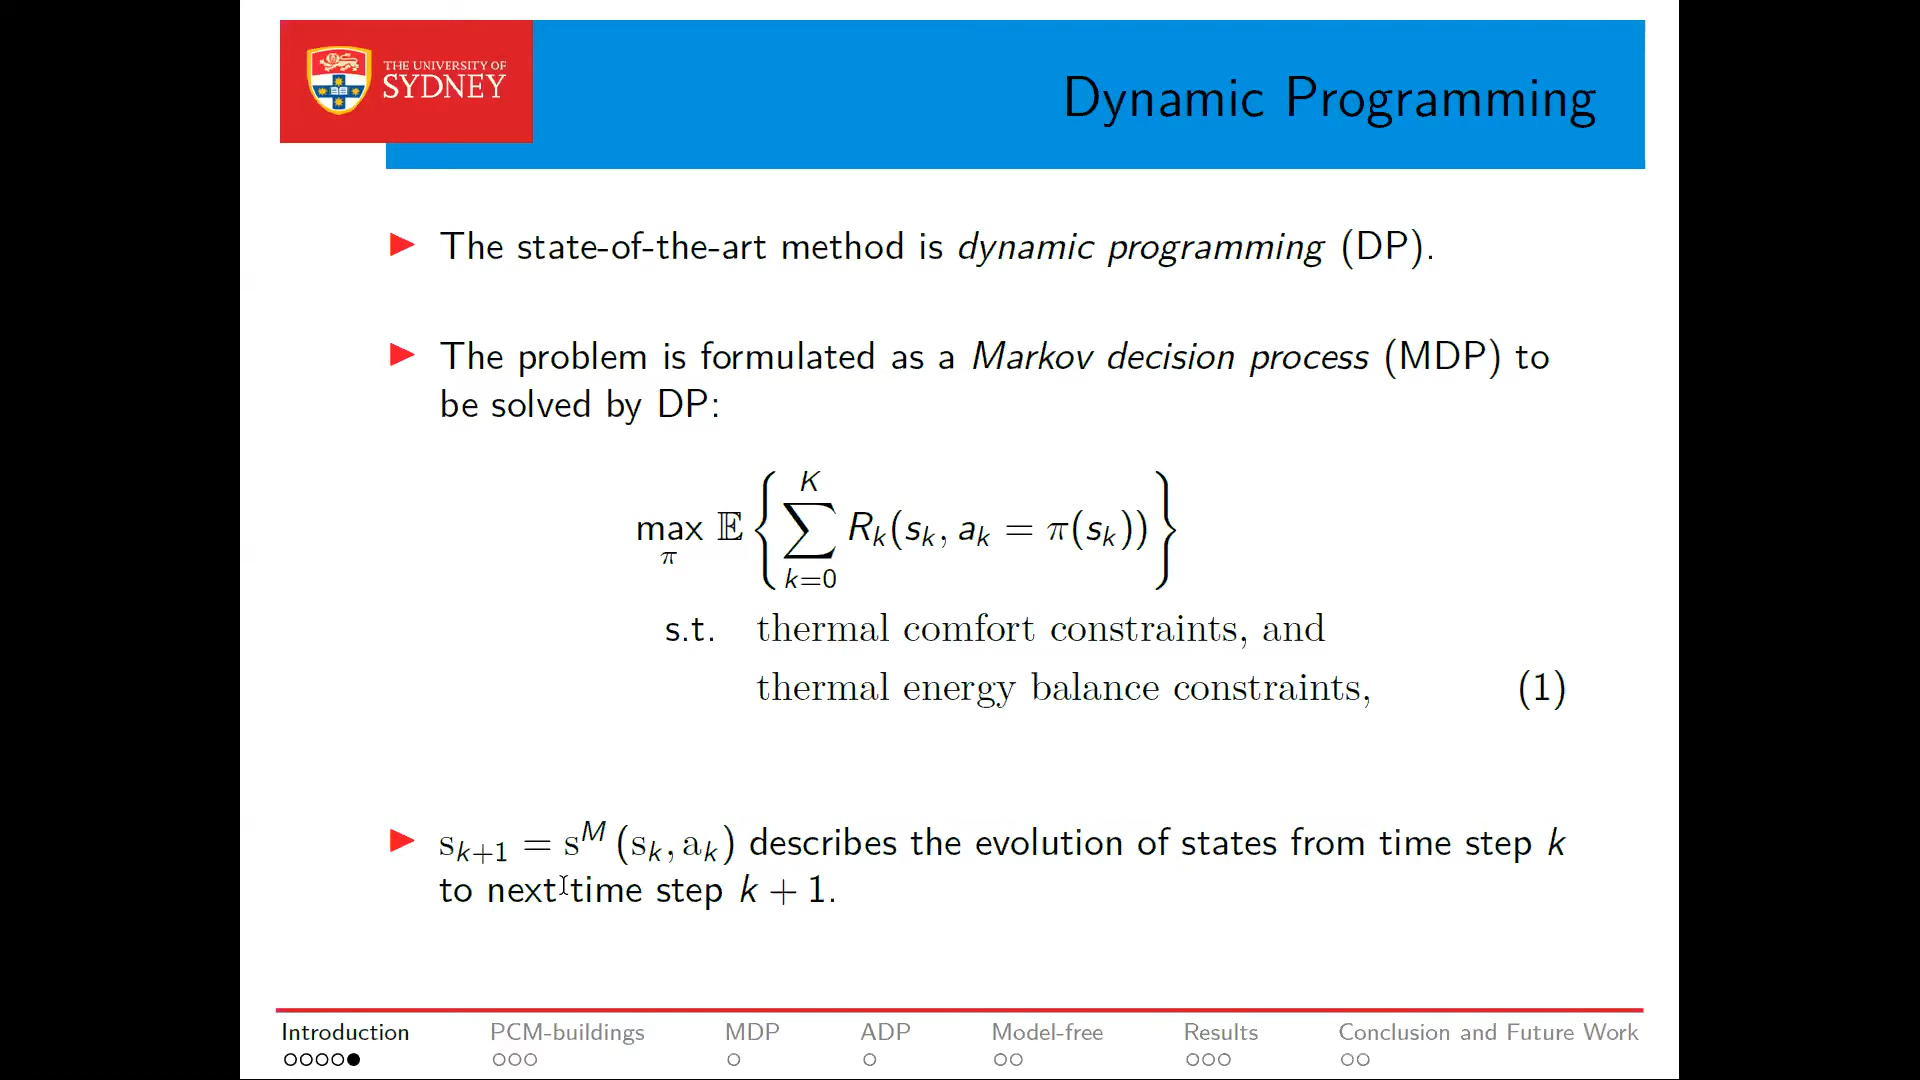 THE UNIVERSITY OF
SYDNEY
Dynamic Programming
The state-of-the-art method is dynamic programming (DP).
The problem is formulated as a Markov decision process (MDP) to
be solved by DP:
max_π 𝔼 { ∑_{k=0}^{K} R_k(s_k, a_k = π(s_k)) }
s.t. thermal comfort constraints, and
thermal energy balance constraints, (1)
s_{k+1} = s^M (s_k, a_k) describes the evolution of states from time step k
to next time step k + 1.
Introduction PCM-buildings MDP ADP Model-free Results Conclusion and Future Work